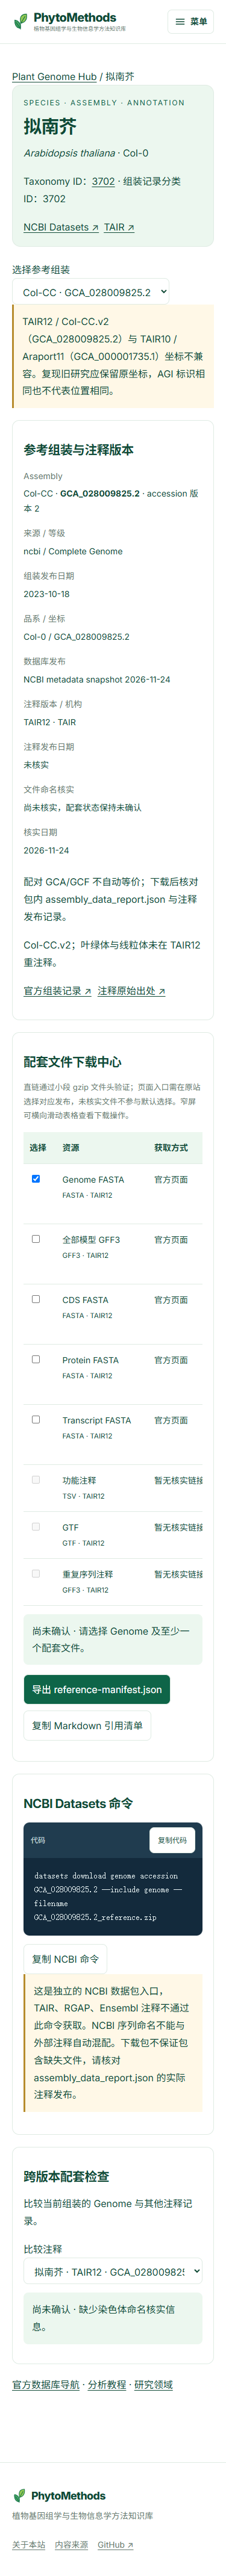 PhytoMethods
植物基因组学与生物信息学方法知识库
菜单
Plant Genome Hub / 拟南芥
SPECIES · ASSEMBLY · ANNOTATION
拟南芥
Arabidopsis thaliana · Col-0
Taxonomy ID：3702 · 组装记录分类
ID：3702
NCBI Datasets ↗ TAIR ↗
选择参考组装
Col-CC · GCA_028009825.2
TAIR12 / Col-CC.v2
（GCA_028009825.2）与 TAIR10 /
Araport11（GCA_000001735.1）坐标不兼
容。复现旧研究应保留原坐标，AGI 标识相
同也不代表位置相同。
参考组装与注释版本
Assembly
Col-CC · GCA_028009825.2 · accession 版
本 2
来源 / 等级
ncbi / Complete Genome
组装发布日期
2023-10-18
品系 / 坐标
Col-0 / GCA_028009825.2
数据库发布
NCBI metadata snapshot 2026-11-24
注释版本 / 机构
TAIR12 · TAIR
注释发布日期
未核实
文件命名核实
尚未核实，配套状态保持未确认
核实日期
2026-11-24
配对 GCA/GCF 不自动等价；下载后核对
包内 assembly_data_report.json 与注释
发布记录。
Col-CC.v2；叶绿体与线粒体未在 TAIR12
重注释。
官方组装记录 ↗ 注释原始出处 ↗
配套文件下载中心
直链通过小段 gzip 文件头验证；页面入口需在原站
选择对应发布，未核实文件不参与默认选择。窄屏
可横向滑动表格查看下载操作。
选择 资源 获取方式
Genome FASTA 官方页面
FASTA · TAIR12
全部模型 GFF3 官方页面
GFF3 · TAIR12
CDS FASTA 官方页面
FASTA · TAIR12
Protein FASTA 官方页面
FASTA · TAIR12
Transcript FASTA 官方页面
FASTA · TAIR12
功能注释 暂无核实链接
TSV · TAIR12
GTF 暂无核实链接
GTF · TAIR12
重复序列注释 暂无核实链接
GFF3 · TAIR12
尚未确认 · 请选择 Genome 及至少一
个配套文件。
导出 reference-manifest.json
复制 Markdown 引用清单
NCBI Datasets 命令
代码 复制代码
datasets download genome accession
GCA_028009825.2 --include genome --
filename
GCA_028009825.2_reference.zip
复制 NCBI 命令
这是独立的 NCBI 数据包入口，
TAIR、RGAP、Ensembl 注释不通过
此命令获取。NCBI 序列命名不能与
外部注释自动混配。下载包不保证包
含缺失文件，请核对
assembly_data_report.json 的实际
注释发布。
跨版本配套检查
比较当前组装的 Genome 与其他注释记
录。
比较注释
拟南芥 · TAIR12 · GCA_02800982
尚未确认 · 缺少染色体命名核实信
息。
官方数据库导航 · 分析教程 · 研究领域
PhytoMethods
植物基因组学与生物信息学方法知识库
关于本站 内容来源 GitHub ↗